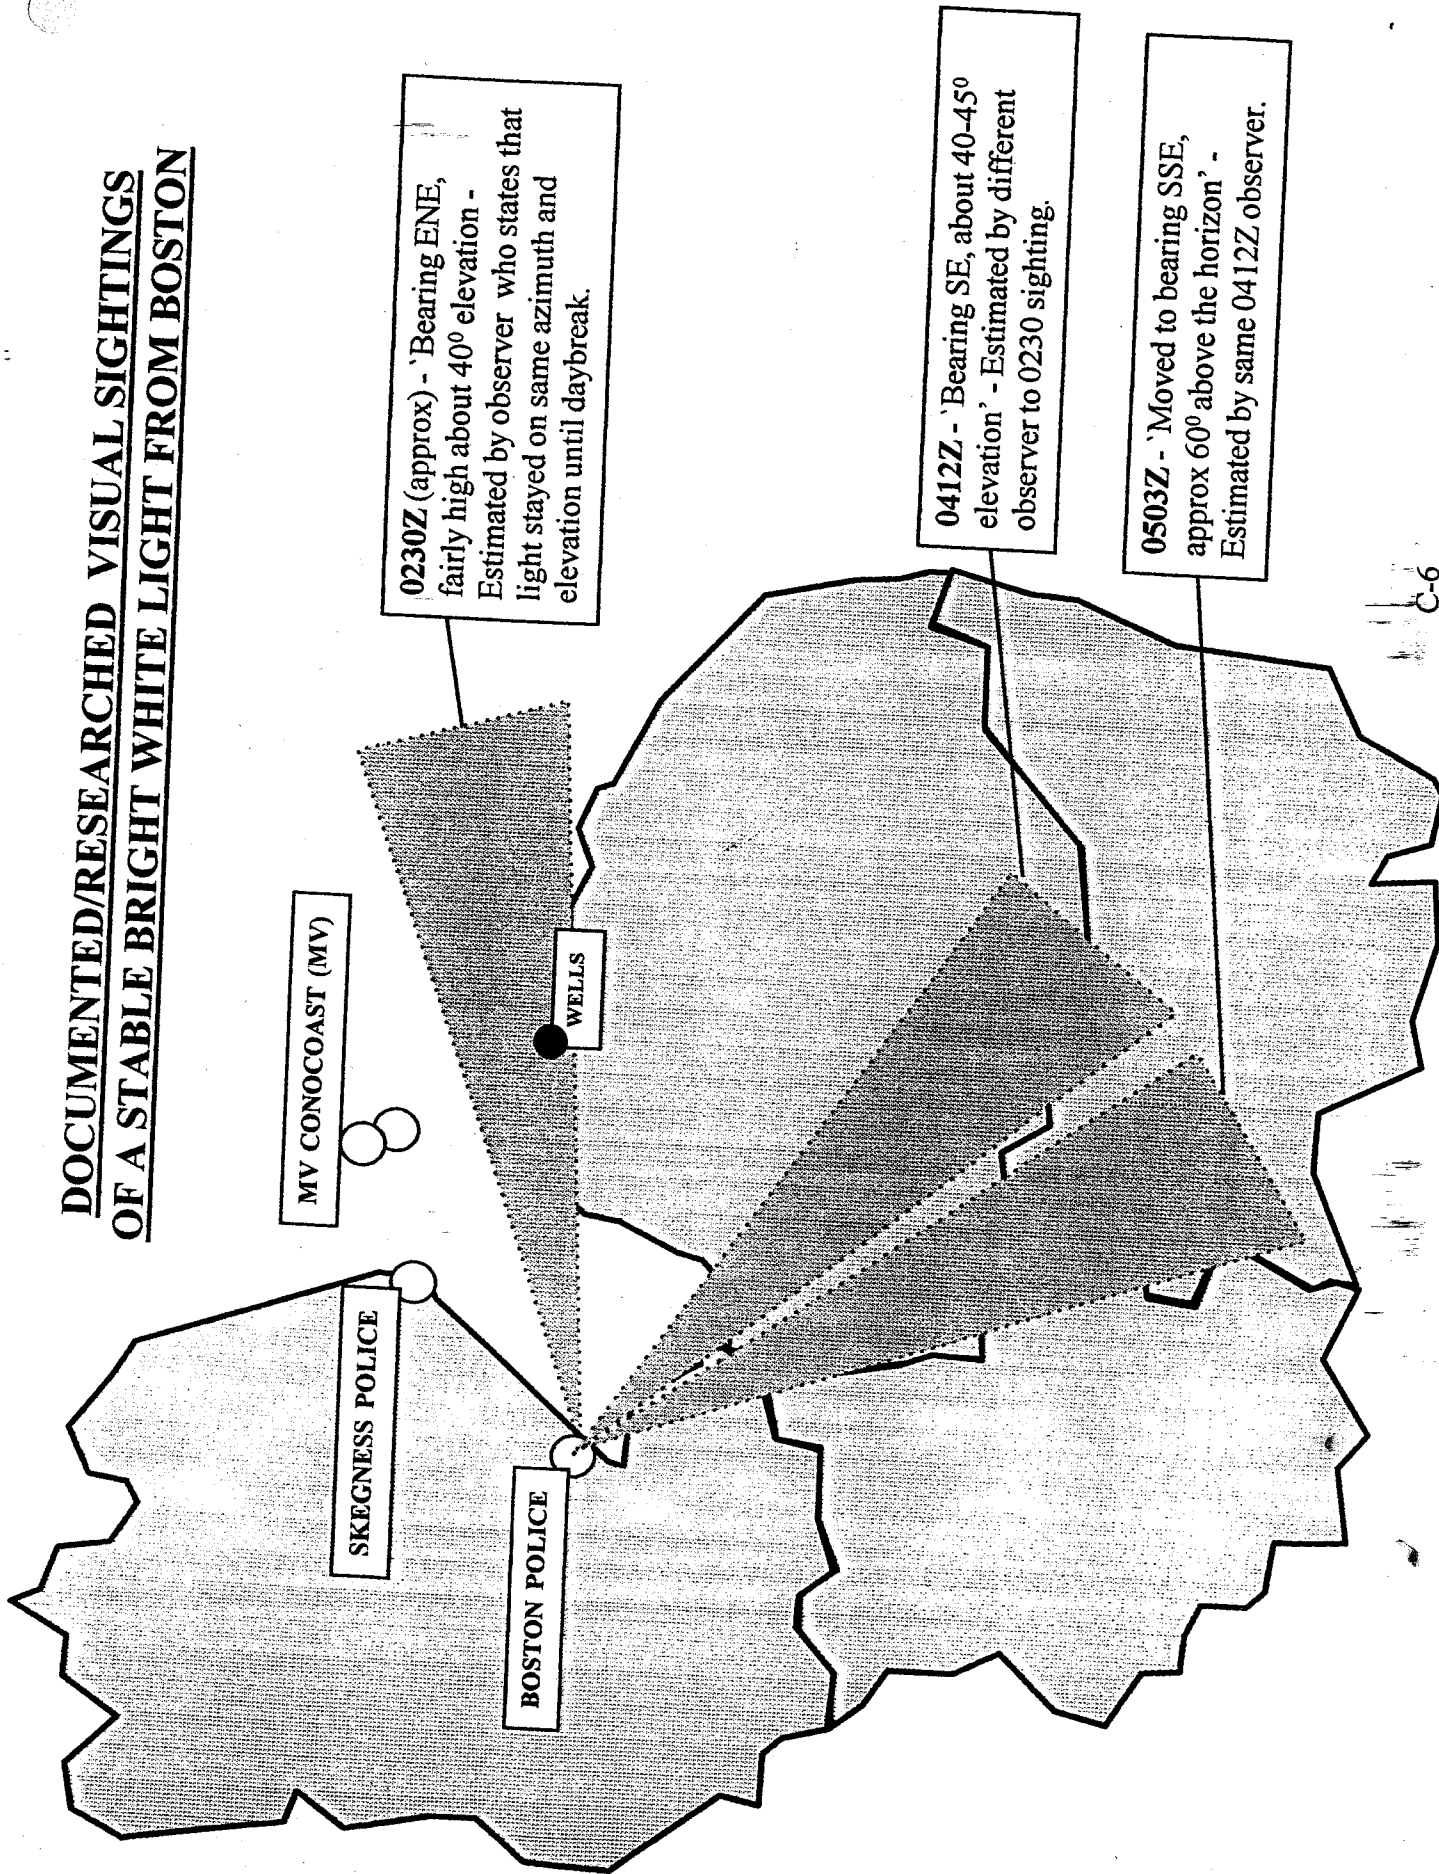 DOCUMENTED/RESEARCHED VISUAL SIGHTINGS
OF A STABLE BRIGHT WHITE LIGHT FROM BOSTON
MV CONOCOAST (MV)
SKEGNESS POLICE
BOSTON POLICE
WELLS
0230Z (approx) - `Bearing ENE,
fairly high about 40⁰ elevation -
Estimated by observer who states that
light stayed on same azimuth and
elevation until daybreak.
0412Z - `Bearing SE, about 40-45⁰
elevation' - Estimated by different
observer to 0230 sighting.
0503Z - `Moved to bearing SSE,
approx 60⁰ above the horizon' -
Estimated by same 0412Z observer.
C-6